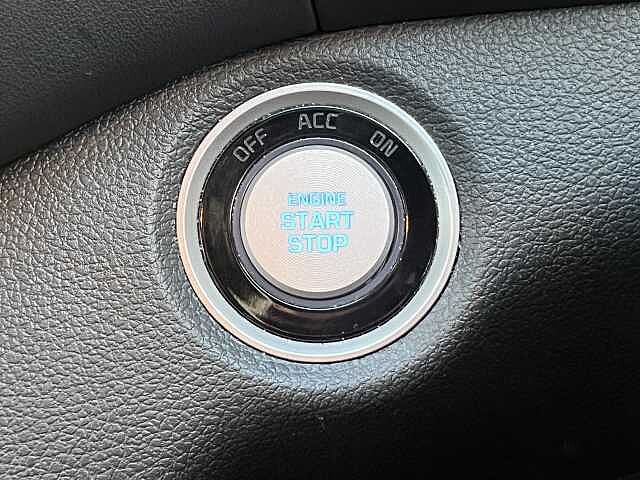 OFF ACC ON
ENGINE
START
STOP